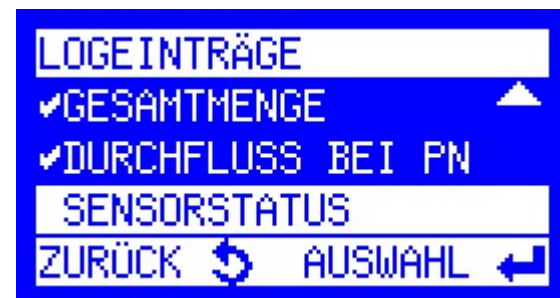 LOGEINTRÄGE
✔GESAMTMENGE
✔DURCHFLUSS BEI PN
SENSORSTATUS
ZURÜCK AUSWAHL